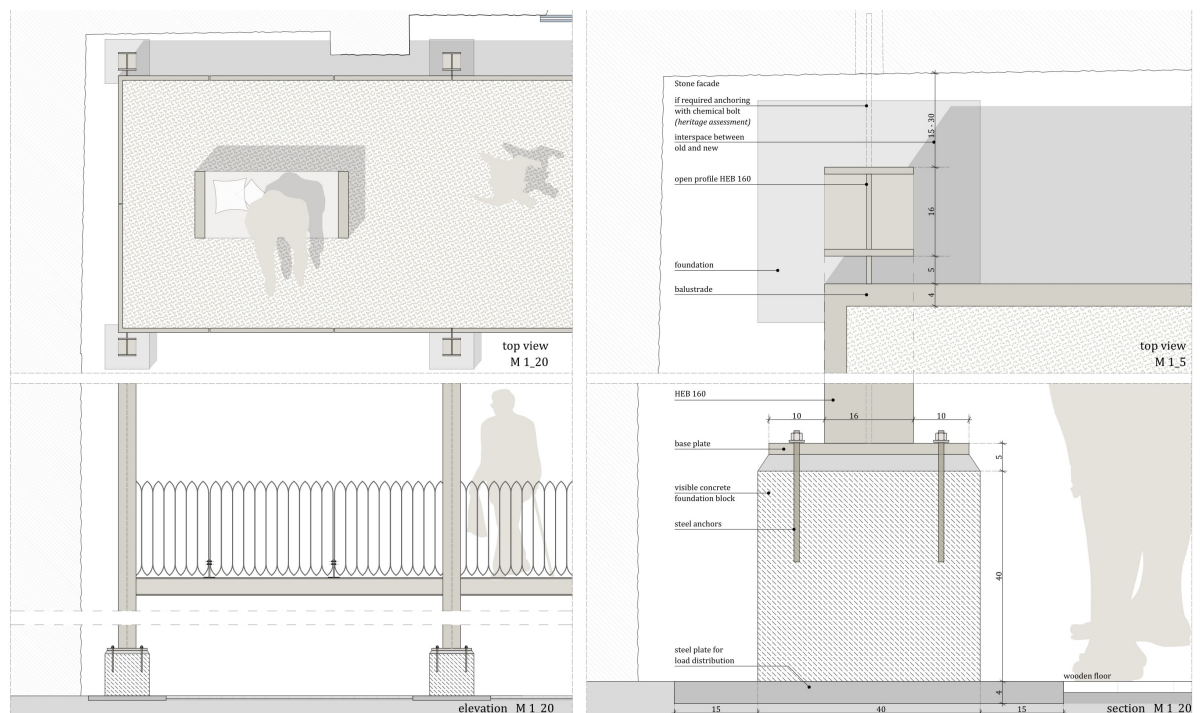 top view
M 1_20
elevation M 1_20
Stone facade
if required anchoring
with chemical bolt
(heritage assessment)
interspace between
old and new
open profile HEB 160
foundation
balustrade
15 - 30
16
5
4
top view
M 1_5
HEB 160
10
16
10
base plate
5
visible concrete
foundation block
steel anchors
40
steel plate for
load distribution
wooden floor
4
15
40
15
section M 1_20